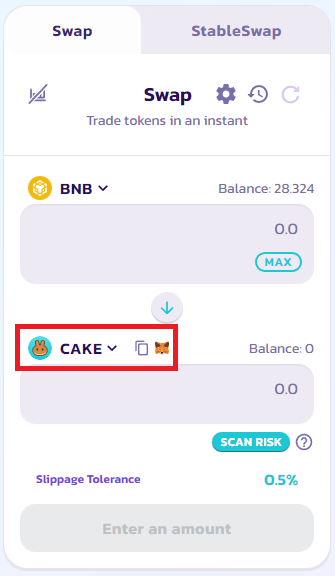 Swap
StableSwap
Swap
Trade tokens in an instant
BNB
Balance: 28.324
0.0
MAX
CAKE
Balance: 0
0.0
SCAN RISK
?
Slippage Tolerance
0.5%
Enter an amount